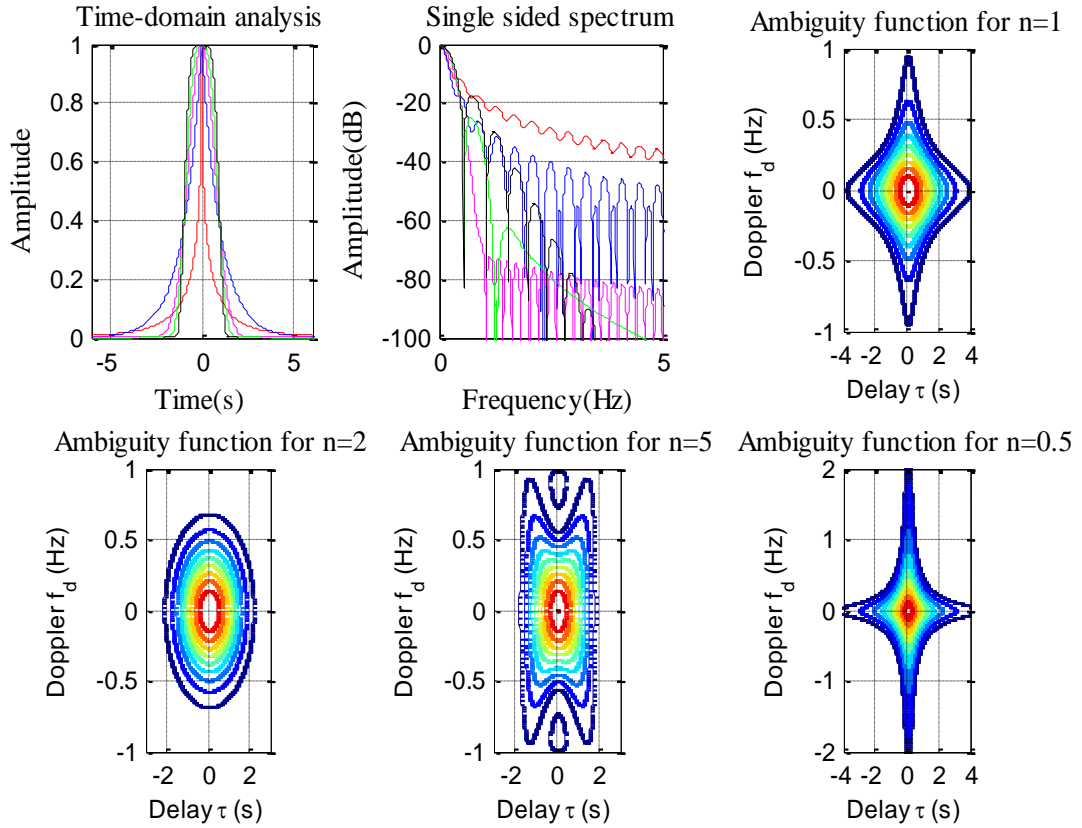 Time-domain analysis
Amplitude
1
0.8
0.6
0.4
0.2
0
-5
0
5
Time(s)
Single sided spectrum
Amplitude(dB)
0
-20
-40
-60
-80
-100
0
5
Frequency(Hz)
Ambiguity function for n=1
Doppler f_d (Hz)
1
0.5
0
-0.5
-1
-4
-2
0
2
4
Delay τ (s)
Ambiguity function for n=2
Doppler f_d (Hz)
1
0.5
0
-0.5
-1
-2
0
2
Delay τ (s)
Ambiguity function for n=5
Doppler f_d (Hz)
1
0.5
0
-0.5
-1
-2
0
2
Delay τ (s)
Ambiguity function for n=0.5
Doppler f_d (Hz)
2
1
0
-1
-2
-4
-2
0
2
4
Delay τ (s)